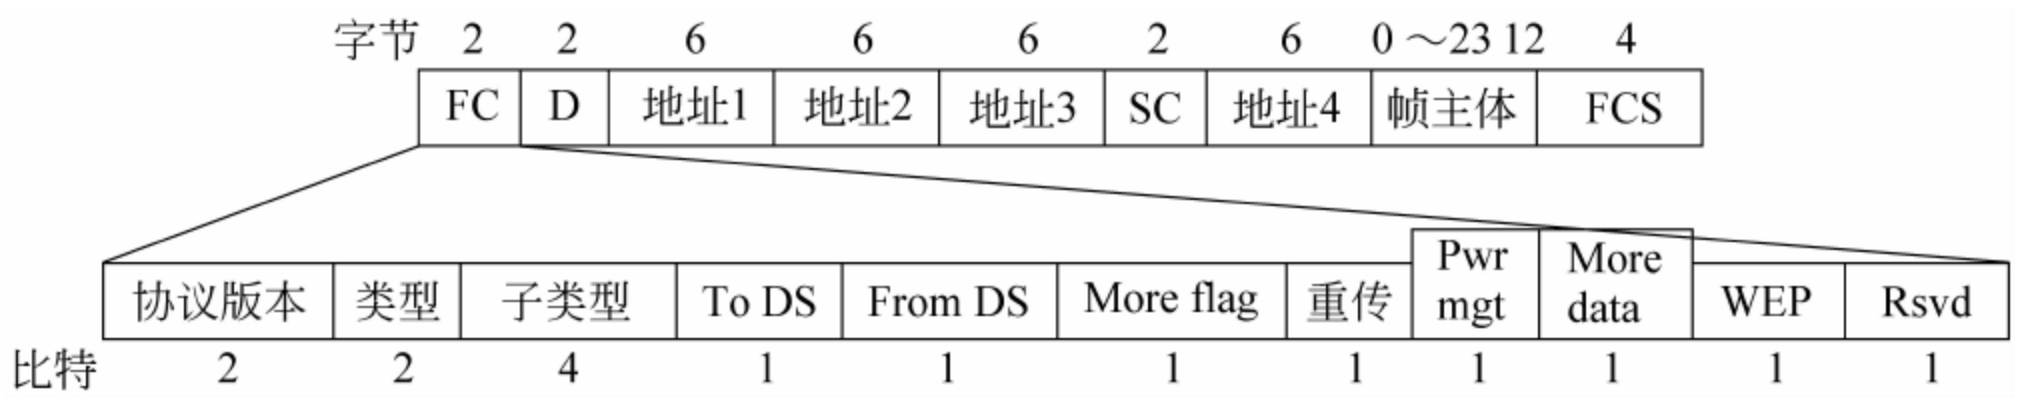 字节 2 2 6 6 6 2 6 0 ～23 12 4
FC D 地址1 地址2 地址3 SC 地址4 帧主体 FCS
协议版本 类型 子类型 To DS From DS More flag 重传 Pwr mgt More data WEP Rsvd
比特 2 2 4 1 1 1 1 1 1 1 1